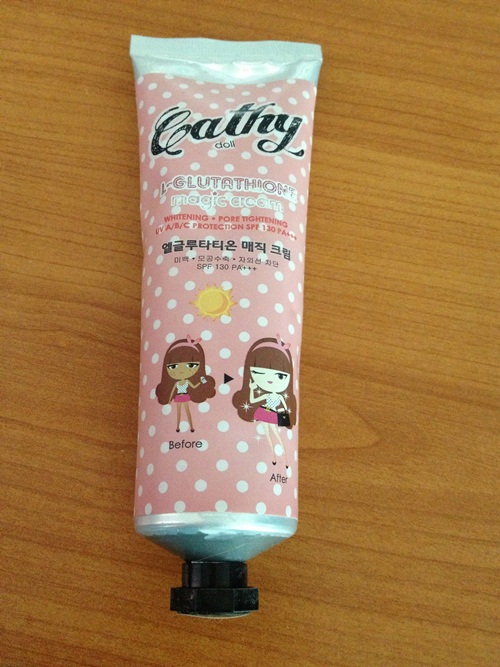 Cathy
doll
L-GLUTATHIONE
magic cream
WHITENING • PORE TIGHTENING
UV A/B/C PROTECTION SPF 130 PA+++
엘글루타티온 매직 크림
미백 • 모공수축 • 자외선 차단
SPF 130 PA+++
Before
After